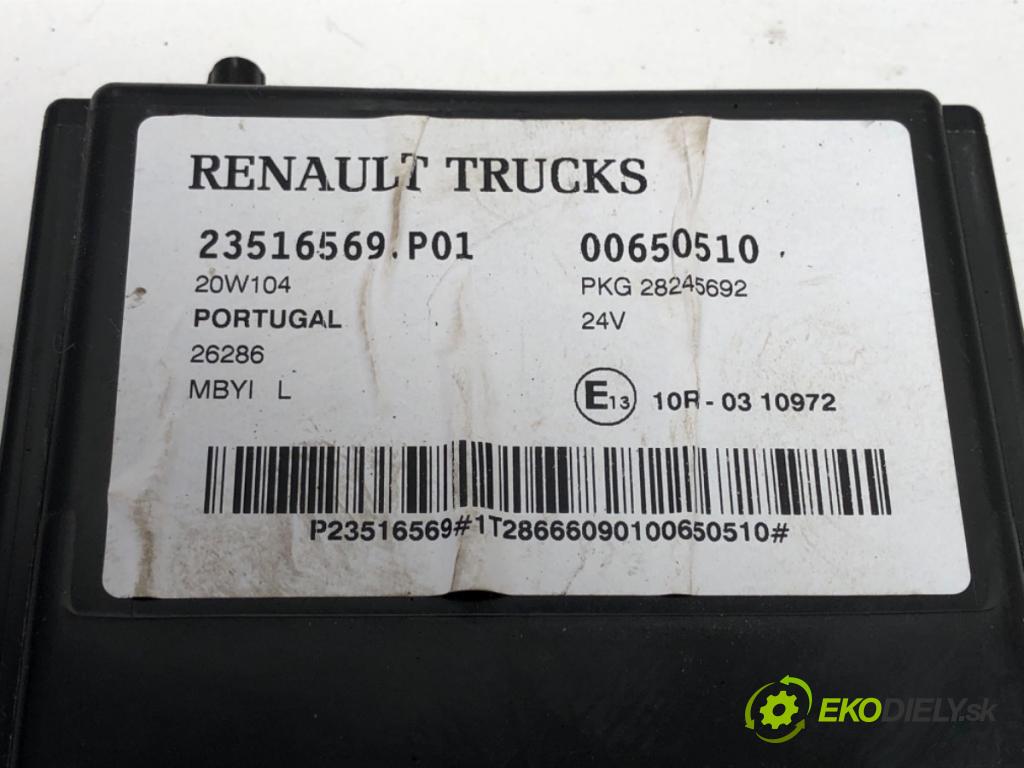 RENAULT TRUCKS
23516569.P01 00650510
20W104 PKG 28245692
PORTUGAL 24V
26286
MBYI L E13 10R - 03 10972
P23516569#1T28666090100650510#
EKODIELY.sk